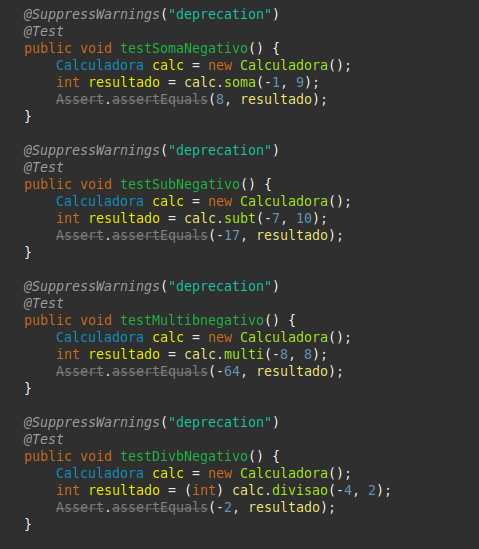 @SuppressWarnings("deprecation")
@Test
public void testSomaNegativo() {
    Calculadora calc = new Calculadora();
    int resultado = calc.soma(-1, 9);
    Assert.assertEquals(8, resultado);
}

@SuppressWarnings("deprecation")
@Test
public void testSubNegativo() {
    Calculadora calc = new Calculadora();
    int resultado = calc.subt(-7, 10);
    Assert.assertEquals(-17, resultado);
}

@SuppressWarnings("deprecation")
@Test
public void testMultibnegativo() {
    Calculadora calc = new Calculadora();
    int resultado = calc.multi(-8, 8);
    Assert.assertEquals(-64, resultado);
}

@SuppressWarnings("deprecation")
@Test
public void testDivbNegativo() {
    Calculadora calc = new Calculadora();
    int resultado = (int) calc.divisao(-4, 2);
    Assert.assertEquals(-2, resultado);
}